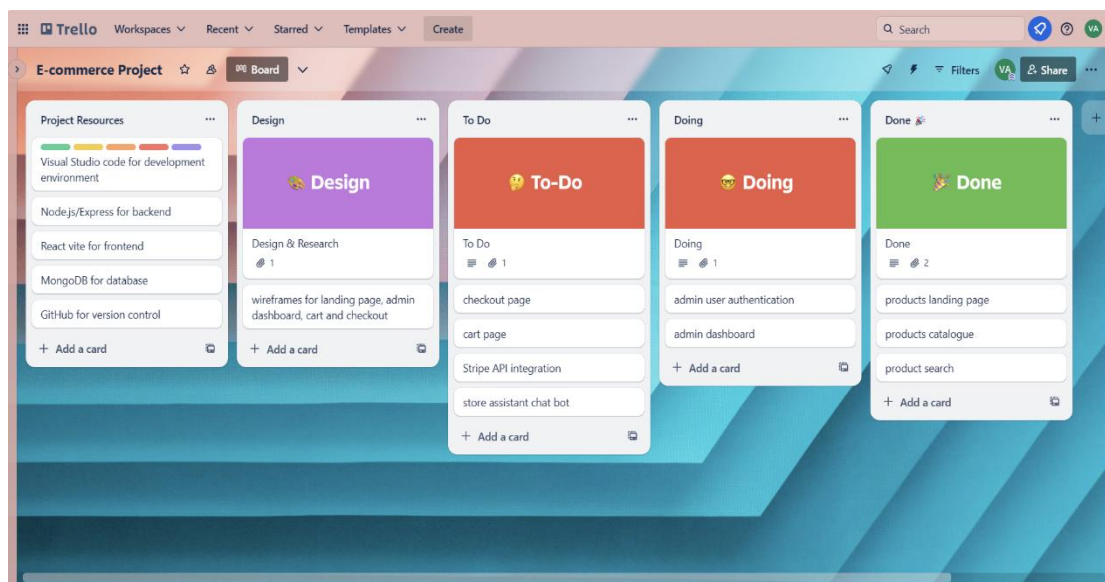 Trello Workspaces Recent Starred Templates Create Search VA
E-commerce Project Board Filters VA Share
Project Resources
Visual Studio code for development
environment
Node.js/Express for backend
React vite for frontend
MongoDB for database
GitHub for version control
+ Add a card
Design
Design
Design & Research
1
wireframes for landing page, admin
dashboard, cart and checkout
+ Add a card
To Do
To-Do
To Do
1
checkout page
cart page
Stripe API integration
store assistant chat bot
+ Add a card
Doing
Doing
Doing
1
admin user authentication
admin dashboard
+ Add a card
Done 🎉
Done
Done
2
products landing page
products catalogue
product search
+ Add a card